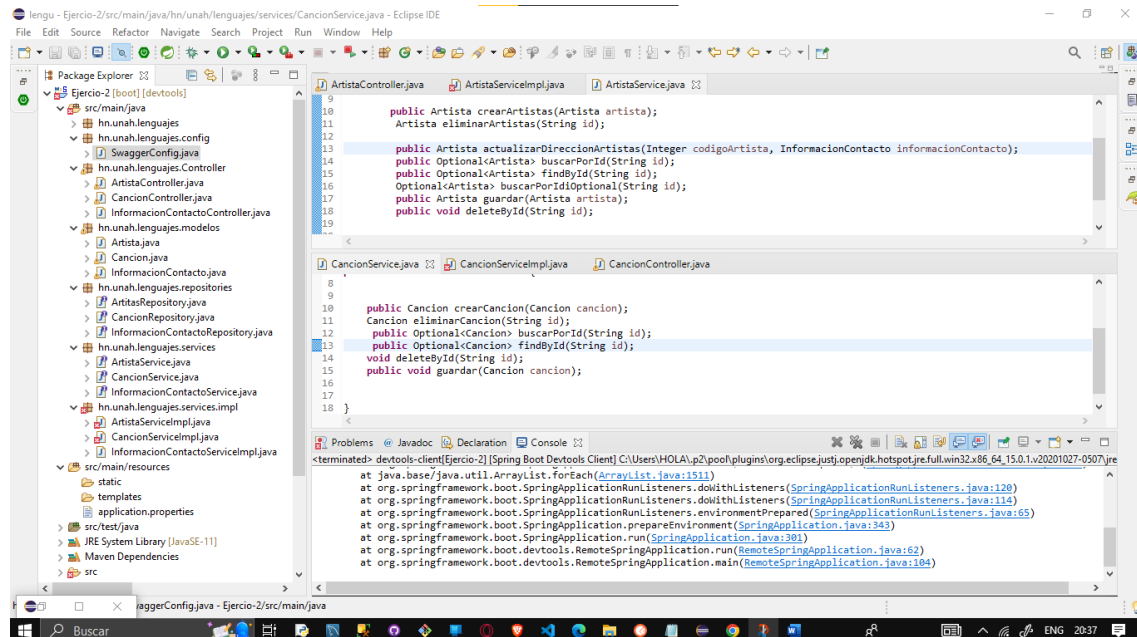 lengu - Ejercio-2/src/main/java/hn/unah/lenguajes/services/CancionService.java - Eclipse IDE
File Edit Source Refactor Navigate Search Project Run Window Help
Package Explorer
Ejercio-2 [boot] [devtools]
src/main/java
hn.unah.lenguajes
hn.unah.lenguajes.config
SwaggerConfig.java
hn.unah.lenguajes.Controller
ArtistaController.java
CancionController.java
InformacionContactoController.java
hn.unah.lenguajes.modelos
Artista.java
Cancion.java
InformacionContacto.java
hn.unah.lenguajes.repositories
ArtitasRepository.java
CancionRepository.java
InformacionContactoRepository.java
hn.unah.lenguajes.services
ArtistaService.java
CancionService.java
InformacionContactoService.java
hn.unah.lenguajes.services.impl
ArtistaServiceImpl.java
CancionServiceImpl.java
InformacionContactoServiceImpl.java
src/main/resources
static
templates
application.properties
src/test/java
JRE System Library [JavaSE-11]
Maven Dependencies
src
ArtistaController.java ArtistaServiceImpl.java ArtistaService.java
9
10 public Artista crearArtistas(Artista artista);
11 Artista eliminarArtistas(String id);
12
13 public Artista actualizarDireccionArtistas(Integer codigoArtista, InformacionContacto informacionContacto);
14 public Optional<Artista> buscarPorId(String id);
15 public Optional<Artista> findById(String id);
16 Optional<Artista> buscarPorIdiOptional(String id);
17 public Artista guardar(Artista artista);
18 public void deleteById(String id);
19
CancionService.java CancionServiceImpl.java CancionController.java
8
9
10 public Cancion crearCancion(Cancion cancion);
11 Cancion eliminarCancion(String id);
12 public Optional<Cancion> buscarPorId(String id);
13 public Optional<Cancion> findById(String id);
14 void deleteById(String id);
15 public void guardar(Cancion cancion);
16
17
18 }
Problems @ Javadoc Declaration Console
<terminated> devtools-client[Ejercio-2] [Spring Boot Devtools Client] C:\Users\HOLA\.p2\pool\plugins\org.eclipse.justj.openjdk.hotspot.jre.full.win32.x86_64_15.0.1.v20201027-0507\jre
at java.base/java.util.ArrayList.forEach(ArrayList.java:1511)
at org.springframework.boot.SpringApplicationRunListeners.doWithListeners(SpringApplicationRunListeners.java:120)
at org.springframework.boot.SpringApplicationRunListeners.doWithListeners(SpringApplicationRunListeners.java:114)
at org.springframework.boot.SpringApplicationRunListeners.environmentPrepared(SpringApplicationRunListeners.java:65)
at org.springframework.boot.SpringApplication.prepareEnvironment(SpringApplication.java:343)
at org.springframework.boot.SpringApplication.run(SpringApplication.java:301)
at org.springframework.boot.devtools.RemoteSpringApplication.run(RemoteSpringApplication.java:62)
at org.springframework.boot.devtools.RemoteSpringApplication.main(RemoteSpringApplication.java:104)
waggerConfig.java - Ejercio-2/src/main/java
Buscar
ENG 20:37